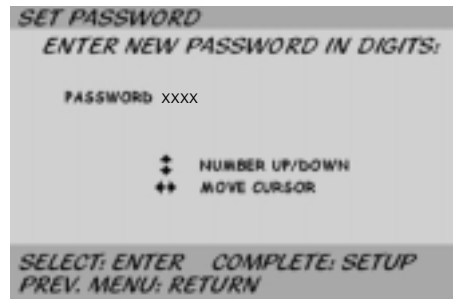 SET PASSWORD
ENTER NEW PASSWORD IN DIGITS:
PASSWORD XXXX
NUMBER UP/DOWN
MOVE CURSOR
SELECT: ENTER COMPLETE: SETUP
PREV. MENU: RETURN